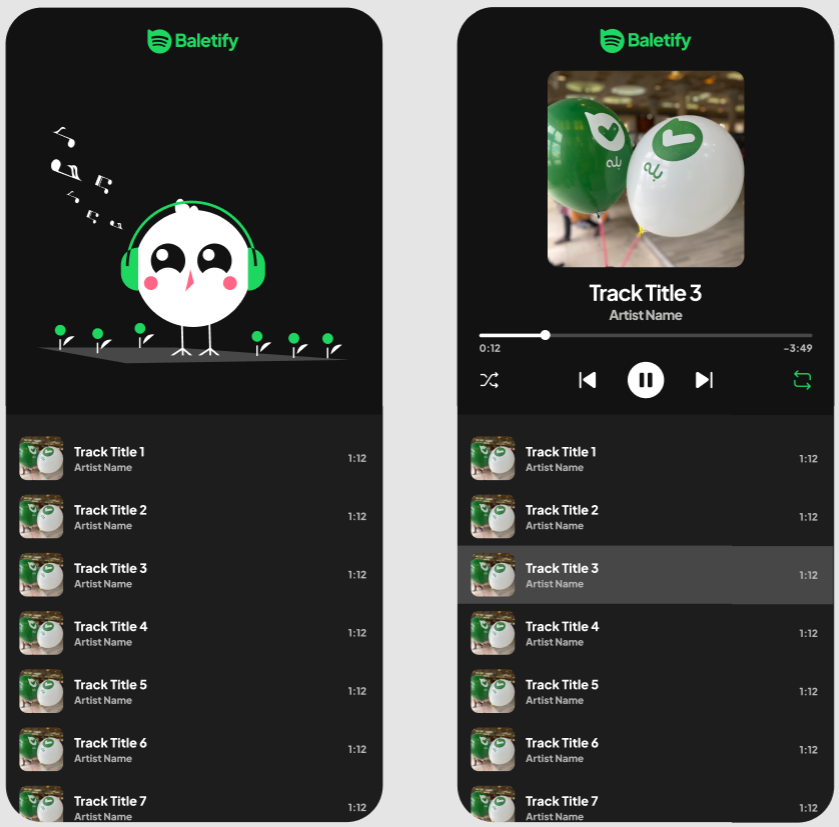 Baletify
Track Title 1
Artist Name
1:12
Track Title 2
Artist Name
1:12
Track Title 3
Artist Name
1:12
Track Title 4
Artist Name
1:12
Track Title 5
Artist Name
1:12
Track Title 6
Artist Name
1:12
Track Title 7
Artist Name
1:12
Baletify
بله
بله
Track Title 3
Artist Name
0:12
-3:49
Track Title 1
Artist Name
1:12
Track Title 2
Artist Name
1:12
Track Title 3
Artist Name
1:12
Track Title 4
Artist Name
1:12
Track Title 5
Artist Name
1:12
Track Title 6
Artist Name
1:12
Track Title 7
Artist Name
1:12